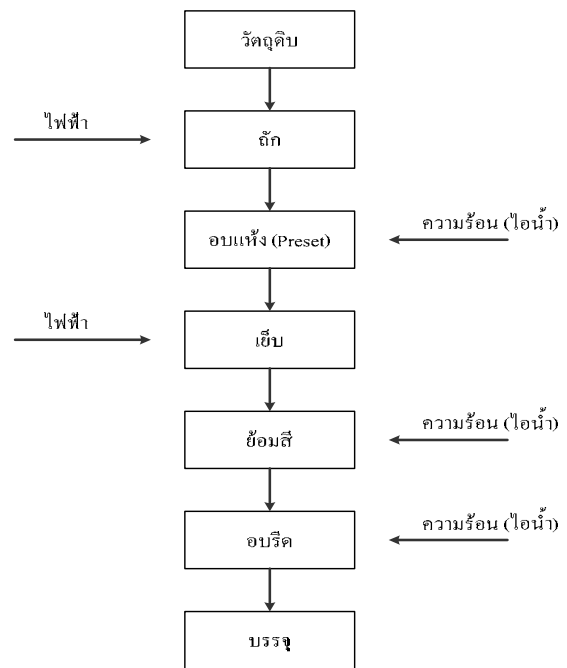 วัตถุดิบ
ไฟฟ้า
ถัก
อบแห้ง (Preset)
ความร้อน (ไอน้ำ)
ไฟฟ้า
เย็บ
ย้อมสี
ความร้อน (ไอน้ำ)
อบรีด
ความร้อน (ไอน้ำ)
บรรจุ